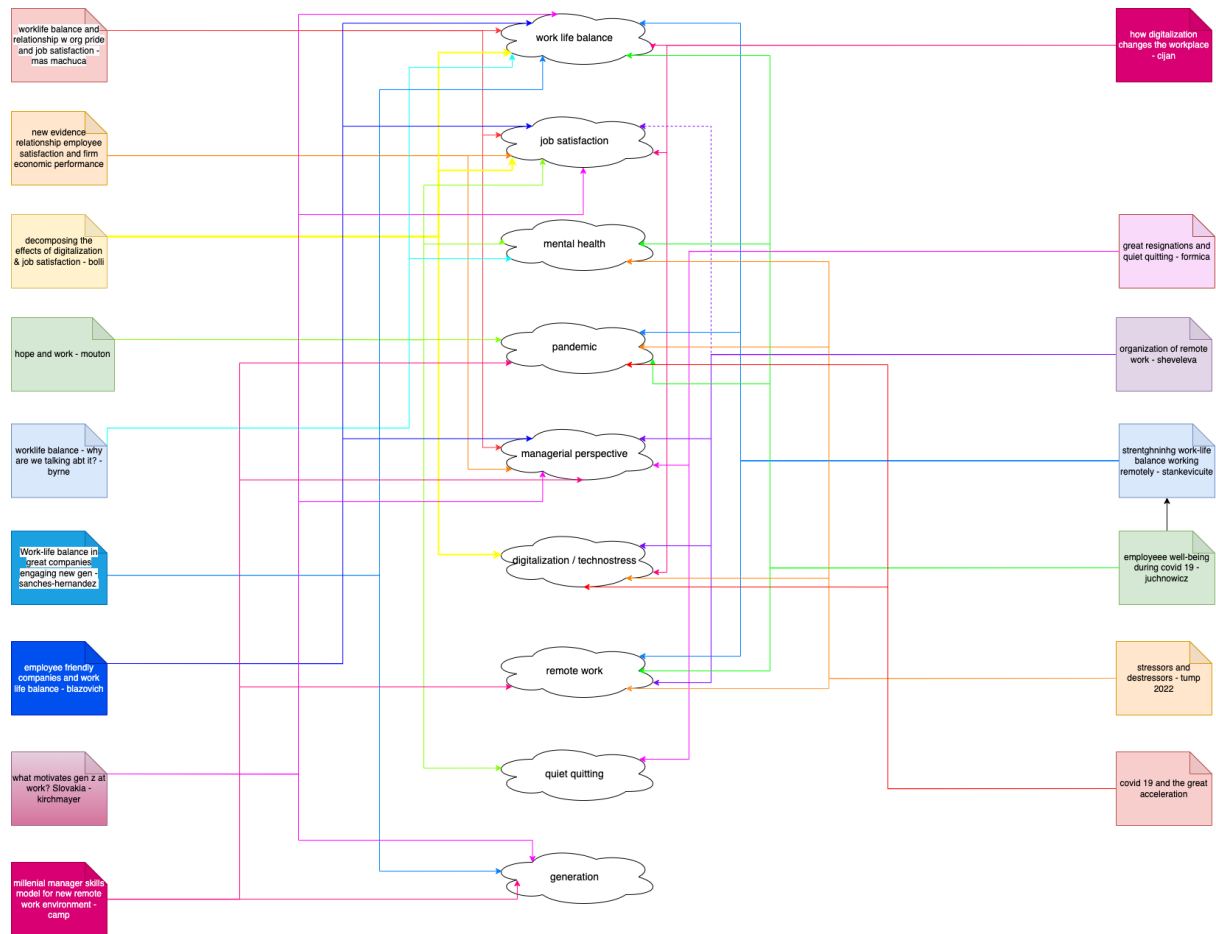 worklife balance and
relationship w org pride
and job satisfaction -
mas machuca
new evidence
relationship employee
satisfaction and firm
economic performance
decomposing the
effects of digitalization
& job satisfaction - bolli
hope and work - mouton
worklife balance - why
are we talking abt it? -
byrne
Work-life balance in
great companies
engaging new gen -
sanches-hernandez
employee friendly
companies and work
life balance - blazovich
what motivates gen z at
work? Slovakia -
kirchmayer
millenial manager skills
model for new remote
work environment -
camp
work life balance
job satisfaction
mental health
pandemic
managerial perspective
digitalization / technostress
remote work
quiet quitting
generation
how digitalization
changes the workplace
- cijan
great resignations and
quiet quitting - formica
organization of remote
work - sheveleva
strentghninhg work-life
balance working
remotely - stankevicuite
employeee well-being
during covid 19 -
juchnowicz
stressors and
destressors - tump
2022
covid 19 and the great
acceleration